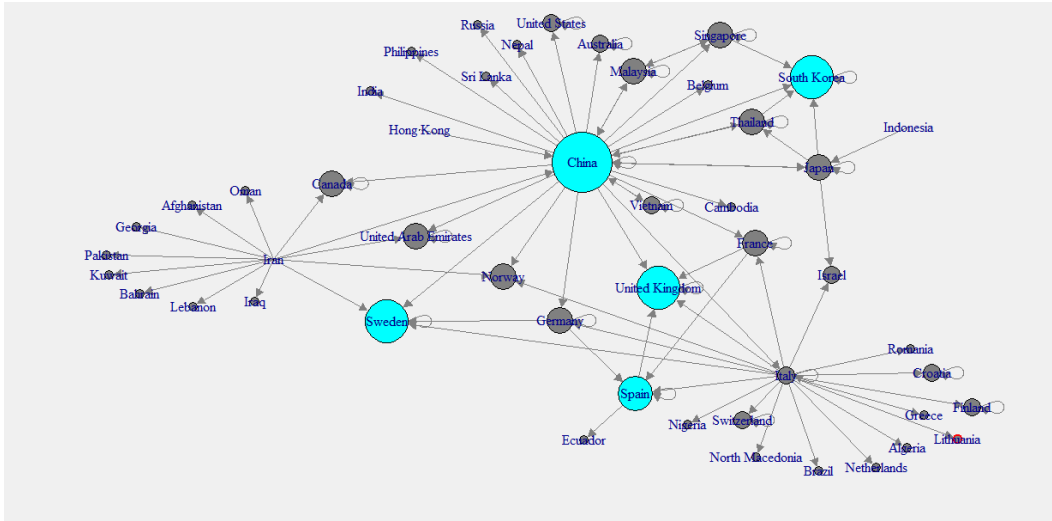 Russia
United States
Nepal
Australia
Singapore
Philippines
Malaysia
Sri Lanka
South Korea
Belgium
India
Thailand
Hong Kong
Indonesia
China
Japan
Canada
Oman
Afghanistan
Vietnam
Cambodia
Georgia
United Arab Emirates
France
Pakistan
Iran
Kuwait
Norway
Israel
Bahrain
United Kingdom
Lebanon
Iraq
Sweden
Germany
Romania
Italy
Croatia
Spain
Finland
Greece
Nigeria
Switzerland
Ecuador
Lithuania
Algeria
North Macedonia
Netherlands
Brazil